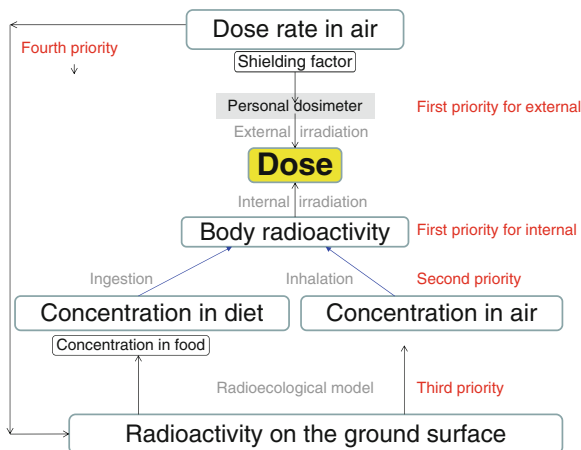 Dose rate in air
Fourth priority
Shielding factor
Personal dosimeter
First priority for external
External irradiation
Dose
Internal irradiation
Body radioactivity
First priority for internal
Ingestion
Inhalation
Second priority
Concentration in diet
Concentration in air
Concentration in food
Radioecological model
Third priority
Radioactivity on the ground surface